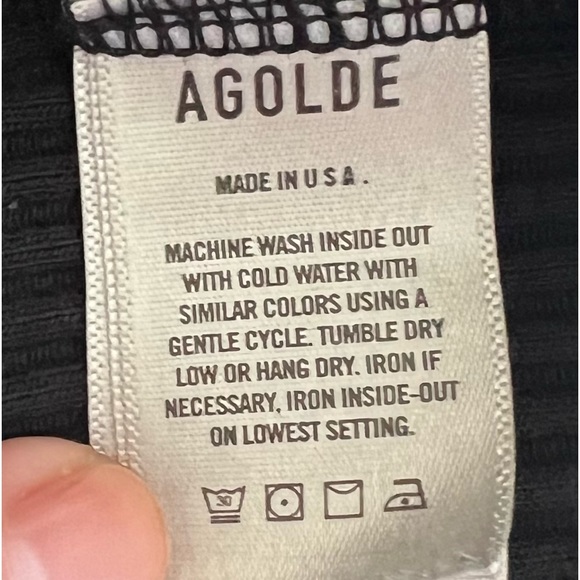 AGOLDE
MADE IN U S A .
MACHINE WASH INSIDE OUT
WITH COLD WATER WITH
SIMILAR COLORS USING A
GENTLE CYCLE. TUMBLE DRY
LOW OR HANG DRY. IRON IF
NECESSARY, IRON INSIDE-OUT
ON LOWEST SETTING.
30